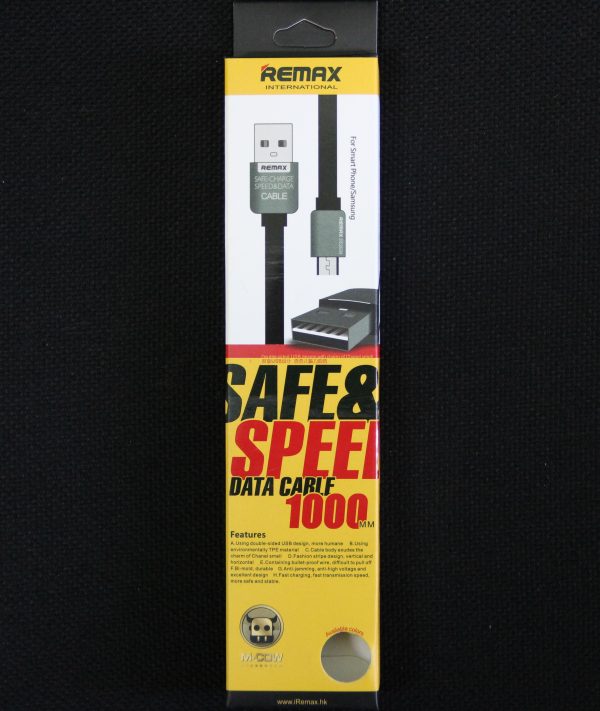 REMAX
INTERNATIONAL
REMAX
SAFE-CHARGE
SPEED&DATA
CABLE
For Smart Phone/Samsung
REMAX
SAFE&
SPEE
DATA CABLE
1000MM
Features
A.Using double-sided USB design, more humane B.Using
environmentally TPE material C.Cable body exudes the
charm of Chanel small D.Fashion stripe design, vertical and
horizontal E.Containing bullet-proof wire, difficult to pull off
F.Bi-mold, durable G.Anti-jamming, anti-high voltage and
excellent design H.Fast charging, fast transmission speed,
more safe and stable.
Available colors
M-COW
www.iRemax.hk